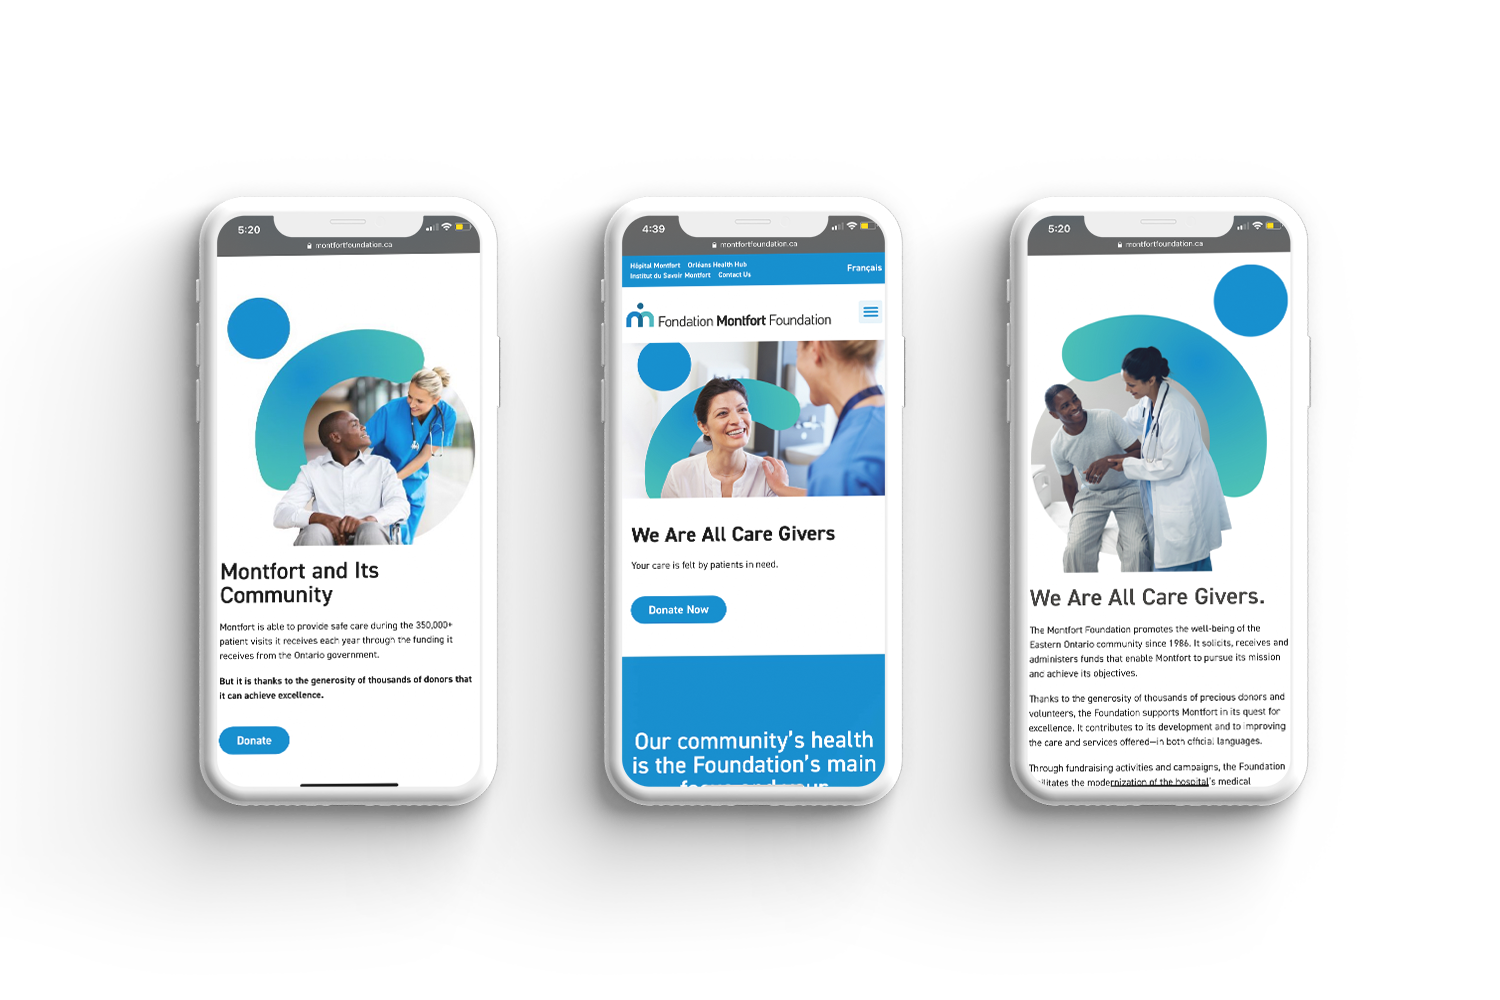 5:20
montfortfoundation.ca
Montfort and Its
Community
Montfort is able to provide safe care during the 350,000+
patient visits it receives each year through the funding it
receives from the Ontario government.
But it is thanks to the generosity of thousands of donors that
it can achieve excellence.
Donate
4:39
montfortfoundation.ca
Hôpital Montfort Orléans Health Hub
Institut du Savoir Montfort Contact Us
Français
Fondation Montfort Foundation
We Are All Care Givers
Your care is felt by patients in need.
Donate Now
Our community's health
is the Foundation's main
5:20
montfortfoundation.ca
We Are All Care Givers.
The Montfort Foundation promotes the well-being of the
Eastern Ontario community since 1986. It solicits, receives and
administers funds that enable Montfort to pursue its mission
and achieve its objectives.
Thanks to the generosity of thousands of precious donors and
volunteers, the Foundation supports Montfort in its quest for
excellence. It contributes to its development and to improving
the care and services offered—in both official languages.
Through fundraising activities and campaigns, the Foundation
the modernization of the hospital's medical